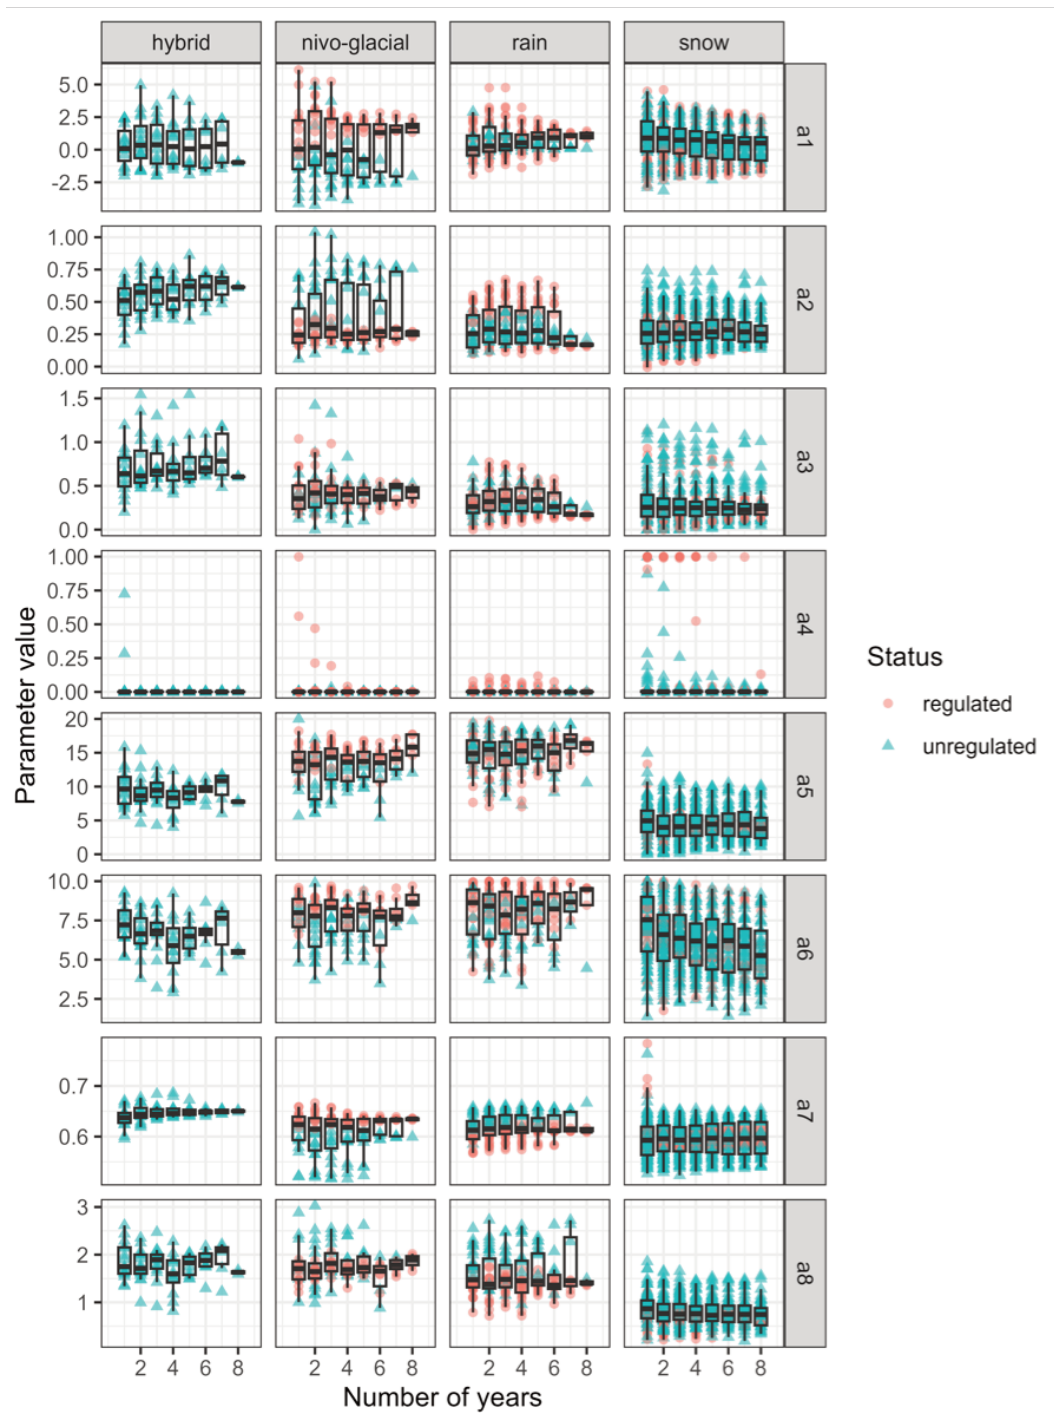 hybrid nivo-glacial rain snow
5.0
2.5
0.0
-2.5
a1
1.00
0.75
0.50
0.25
0.00
a2
1.5
1.0
0.5
0.0
a3
1.00
0.75
0.50
0.25
0.00
a4
20
15
10
5
0
a5
10.0
7.5
5.0
2.5
a6
0.7
0.6
a7
3
2
1
a8
2 4 6 8 2 4 6 8 2 4 6 8 2 4 6 8
Number of years
Parameter value
Status
regulated
unregulated